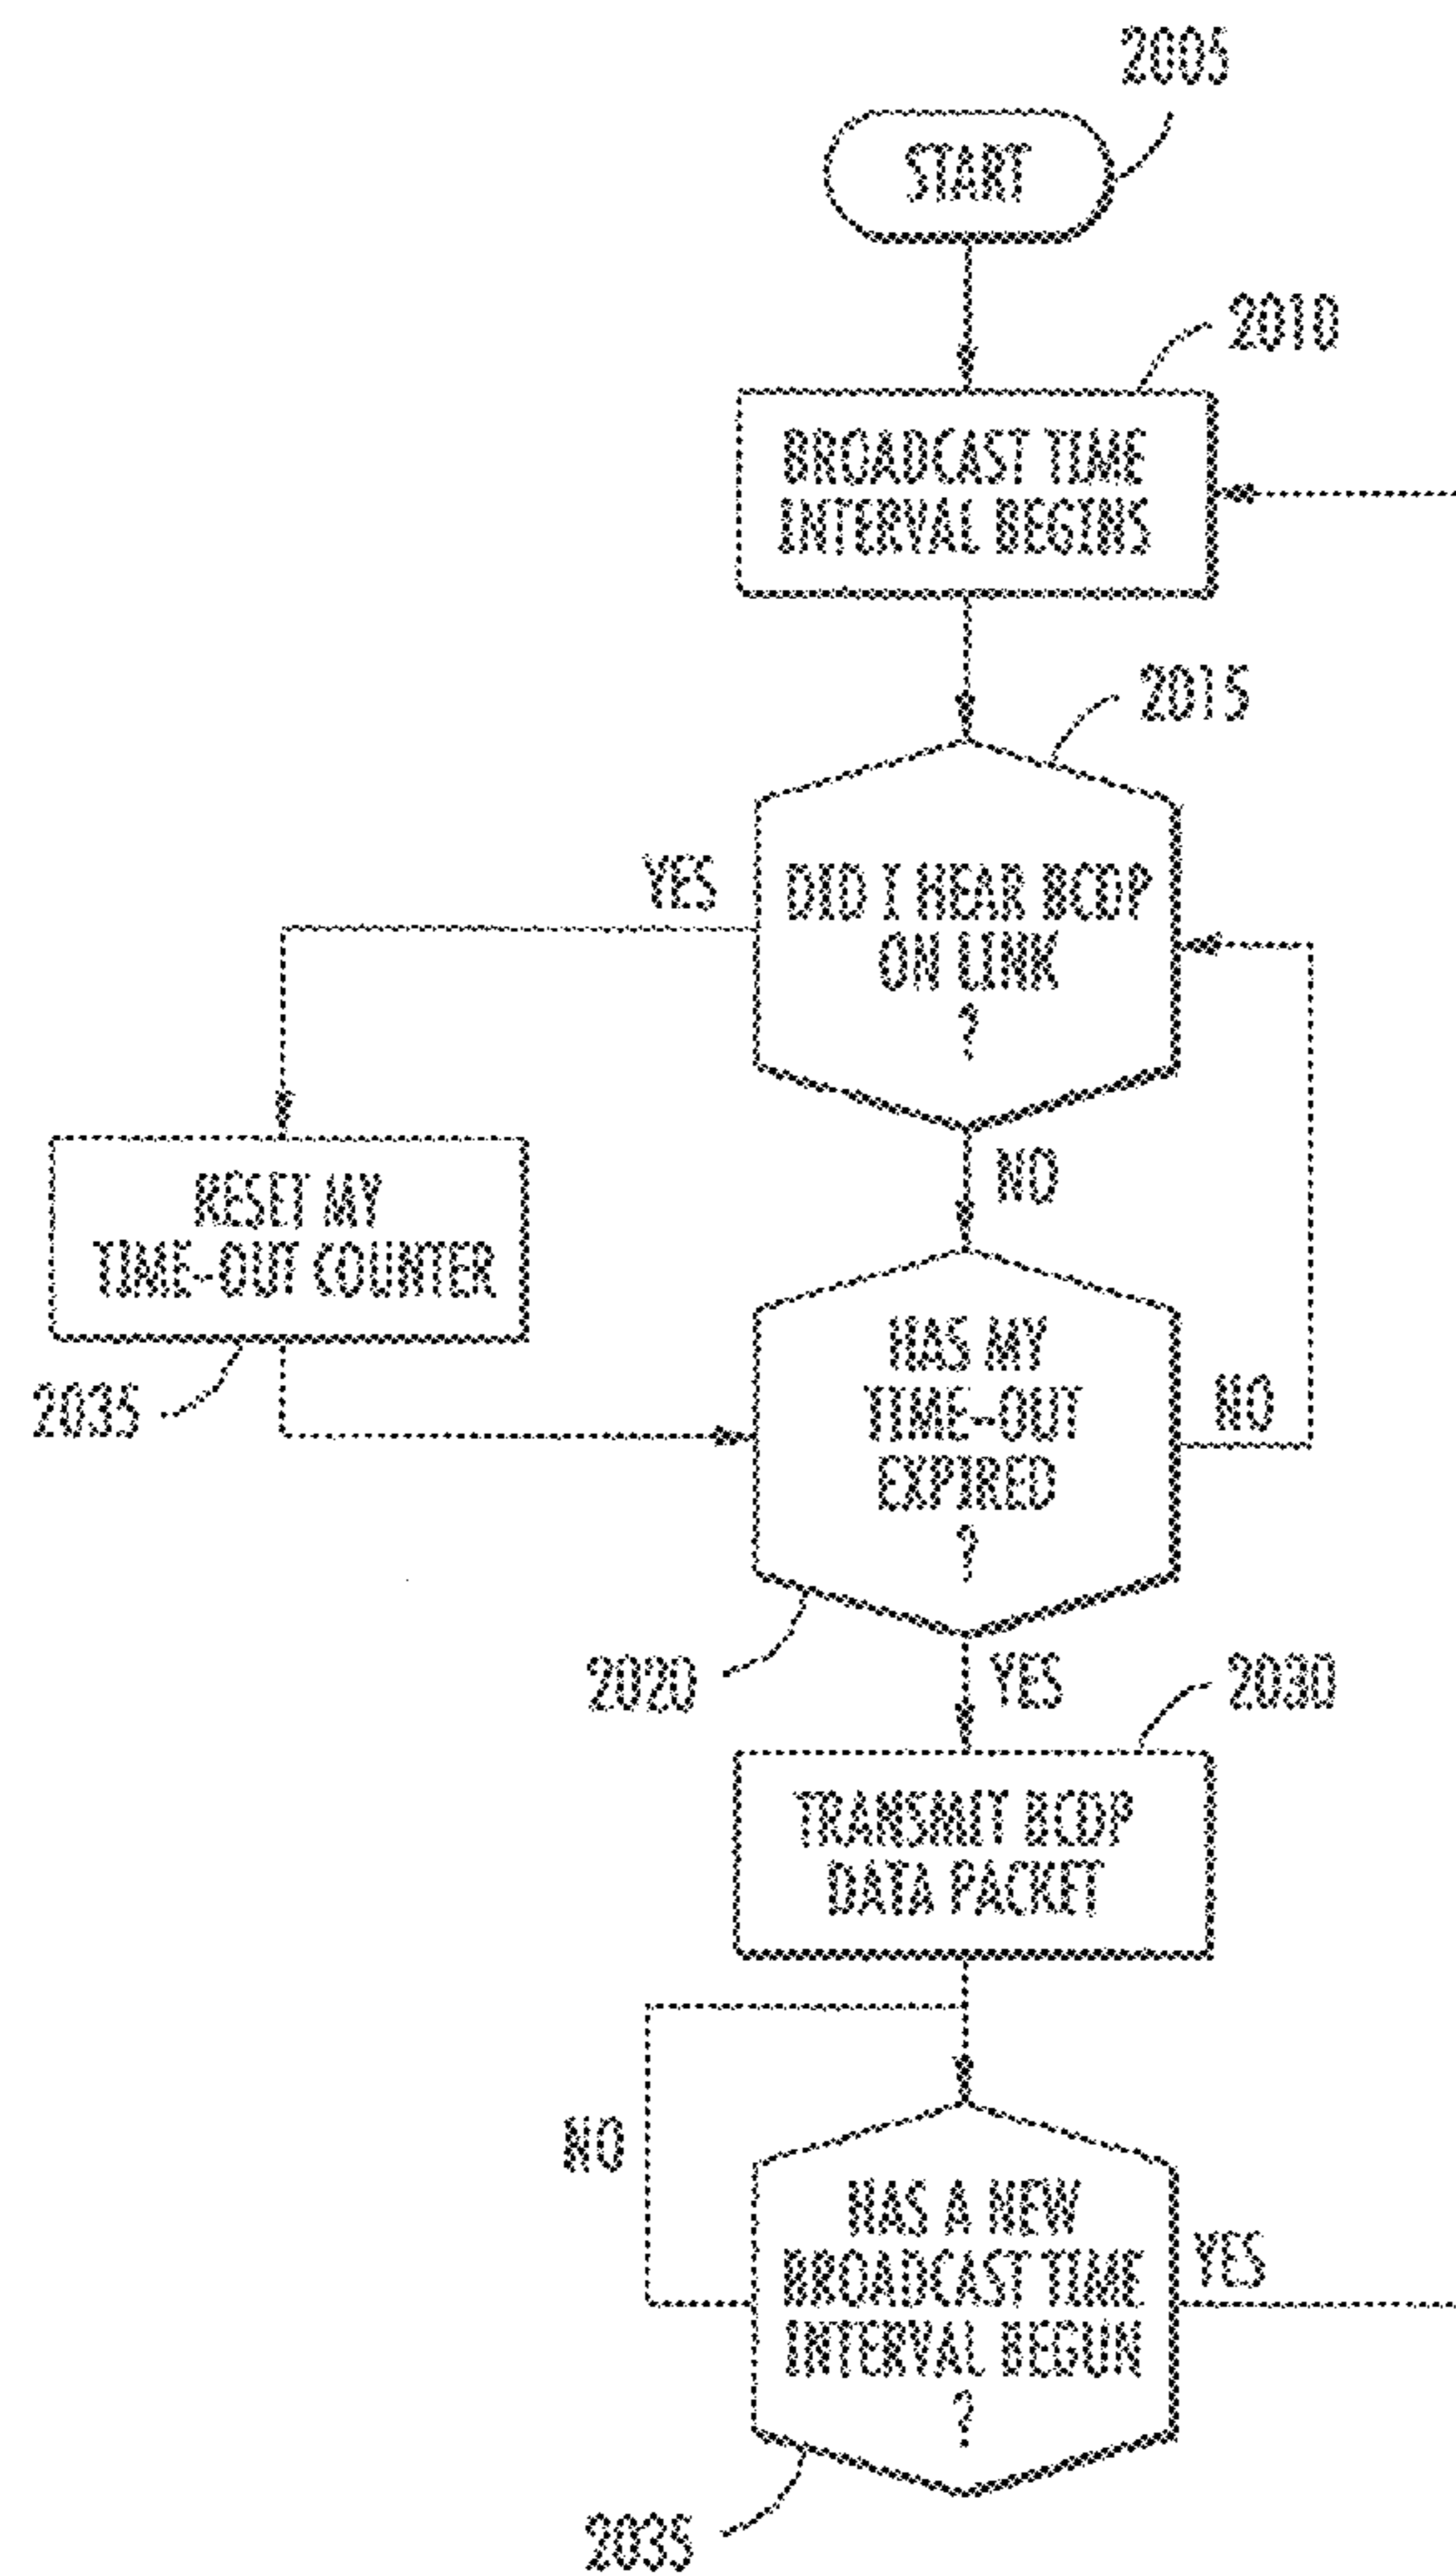 2005
START
2010
BROADCAST TIME
INTERVAL BEGINS
2015
YES
DID I HEAR BCDP
ON LINK
?
NO
RESET MY
TIME-OUT COUNTER
2035
HAS MY
TIME-OUT
EXPIRED
?
NO
2020
YES
2030
TRANSMIT BCDP
DATA PACKET
NO
HAS A NEW
BROADCAST TIME
INTERVAL BEGUN
?
YES
2035